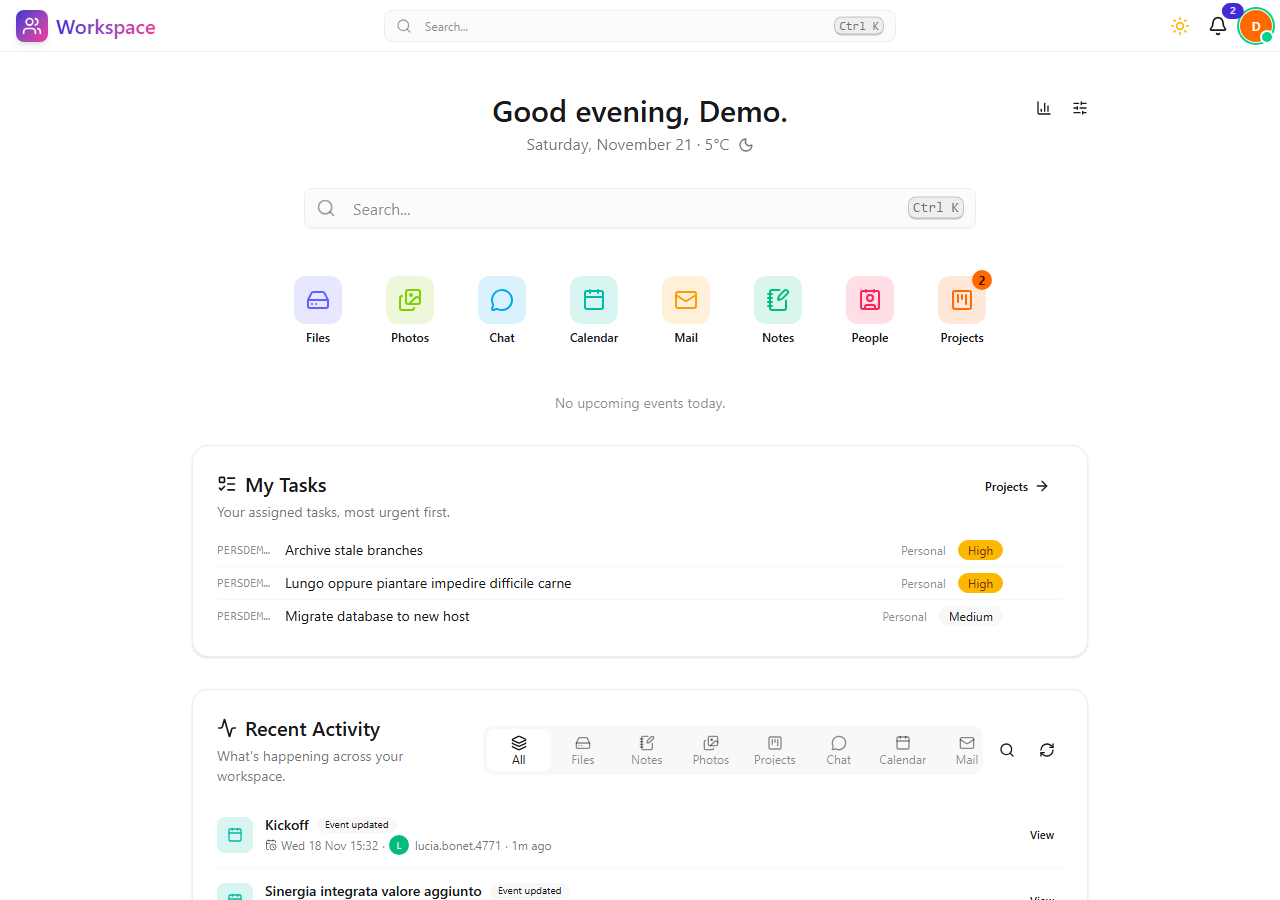 Workspace
Search...
Ctrl K
2
D
Good evening, Demo.
Saturday, November 21 · 5°C
Search...
Ctrl K
2
Files
Photos
Chat
Calendar
Mail
Notes
People
Projects
No upcoming events today.
My Tasks
Projects
Your assigned tasks, most urgent first.
PERSDEM… Archive stale branches Personal High
PERSDEM… Lungo oppure piantare impedire difficile carne Personal High
PERSDEM… Migrate database to new host Personal Medium
Recent Activity
What's happening across your
workspace.
All
Files
Notes
Photos
Projects
Chat
Calendar
Mail
Kickoff Event updated
Wed 18 Nov 15:32 · L lucia.bonet.4771 · 1m ago
View
Sinergia integrata valore aggiunto Event updated
View